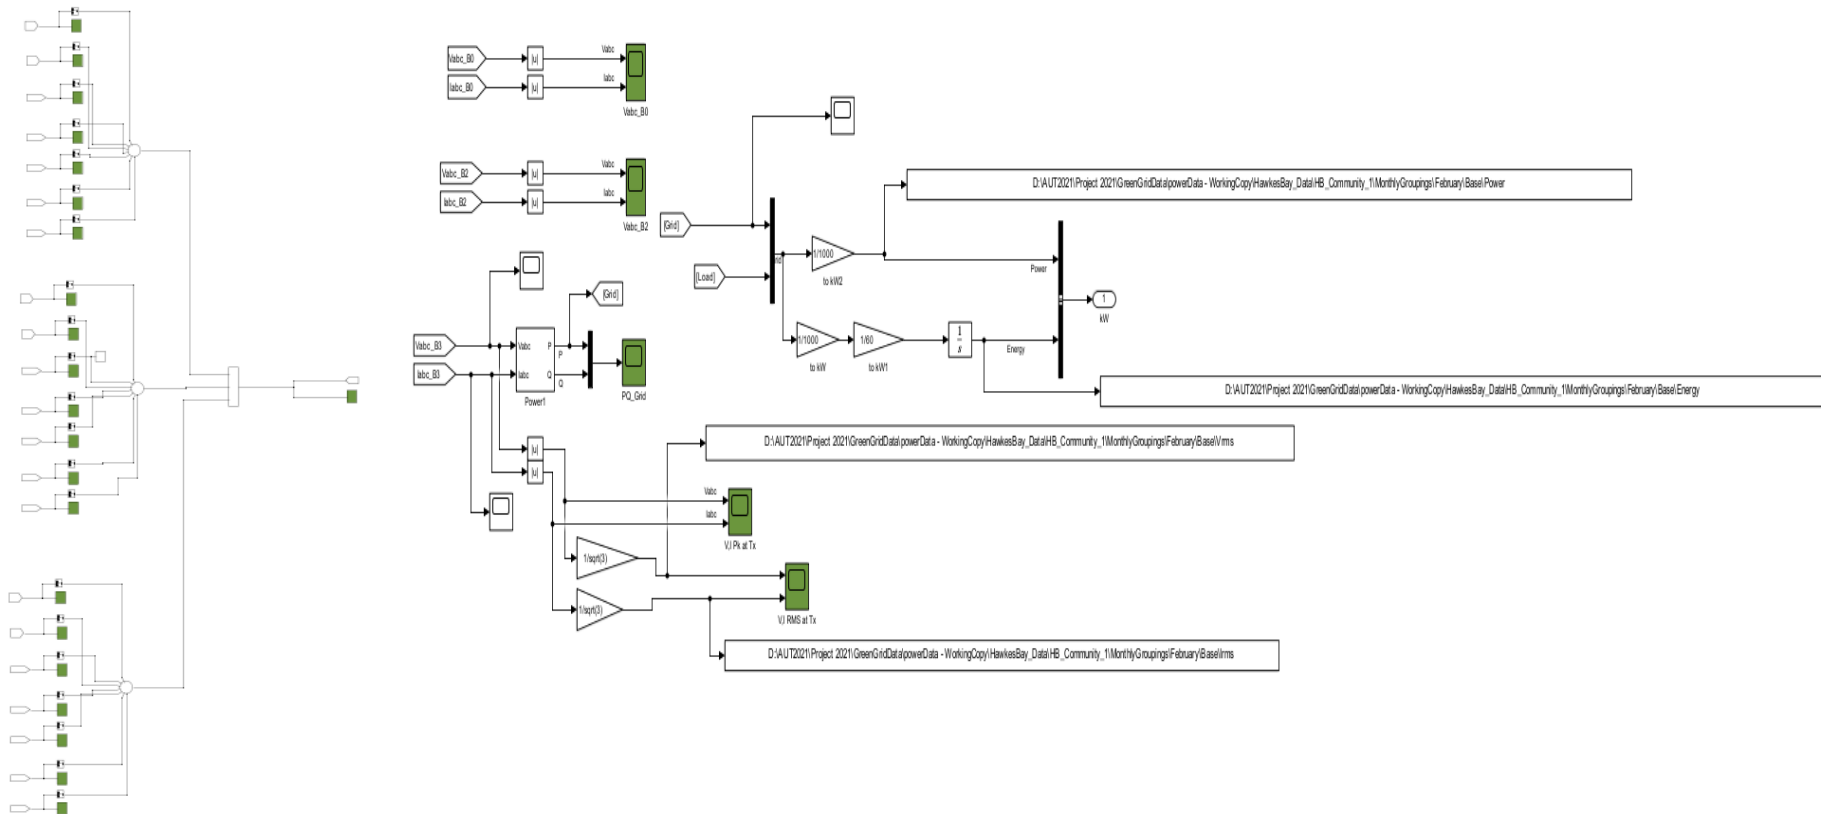 Vabc_B0
|u|
Vabc
Iabc_B0
|u|
Iabc
Vabc_B0
Vabc_B2
|u|
Vabc
Iabc_B2
|u|
Iabc
Vabc_B2
[Grid]
[Load]
D:\AUT2021\Project 2021\GreenGridData\powerData - WorkingCopy\HawkesBay_Data\HB_Community_1\MonthlyGroupings\February\Base\Power
1/1000
to kW2
Power
1
kW
1/1000
to kW
1/60
to kW1
1
s
Energy
D:\AUT2021\Project 2021\GreenGridData\powerData - WorkingCopy\HawkesBay_Data\HB_Community_1\MonthlyGroupings\February\Base\Energy
[Grid]
Vabc_B3
Iabc_B3
Vabc
P
P
Iabc
Q
Q
Power1
PQ_Grid
|u|
|u|
D:\AUT2021\Project 2021\GreenGridData\powerData - WorkingCopy\HawkesBay_Data\HB_Community_1\MonthlyGroupings\February\Base\Vrms
Vabc
Iabc
V,I Pk at Tx
1/sqrt(3)
1/sqrt(3)
V,I RMS at Tx
D:\AUT2021\Project 2021\GreenGridData\powerData - WorkingCopy\HawkesBay_Data\HB_Community_1\MonthlyGroupings\February\Base\Irms